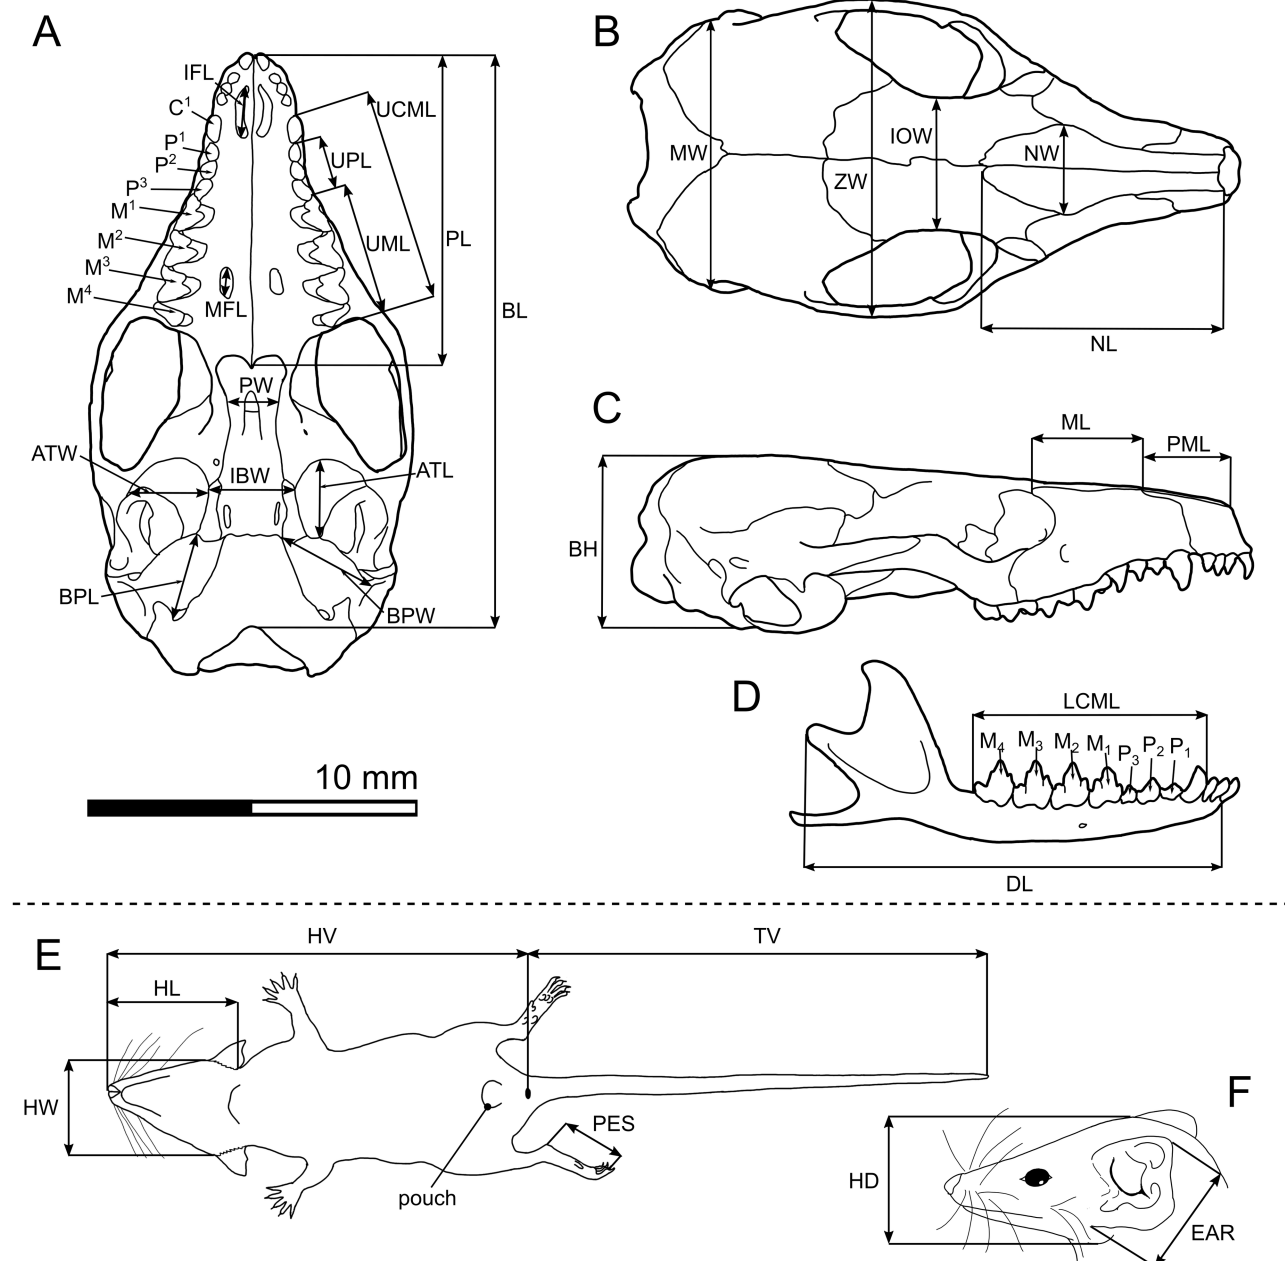 A
IFL
C¹
P¹
P²
P³
M¹
M²
M³
M⁴
UCML
UPL
UML
PL
BL
MFL
PW
ATW
IBW
ATL
BPL
BPW
10 mm
B
MW
ZW
IOW
NW
NL
C
ML
PML
BH
D
LCML
M₄ M₃ M₂ M₁ P₃ P₂ P₁
DL
E
HV
TV
HL
HW
PES
pouch
F
HD
EAR